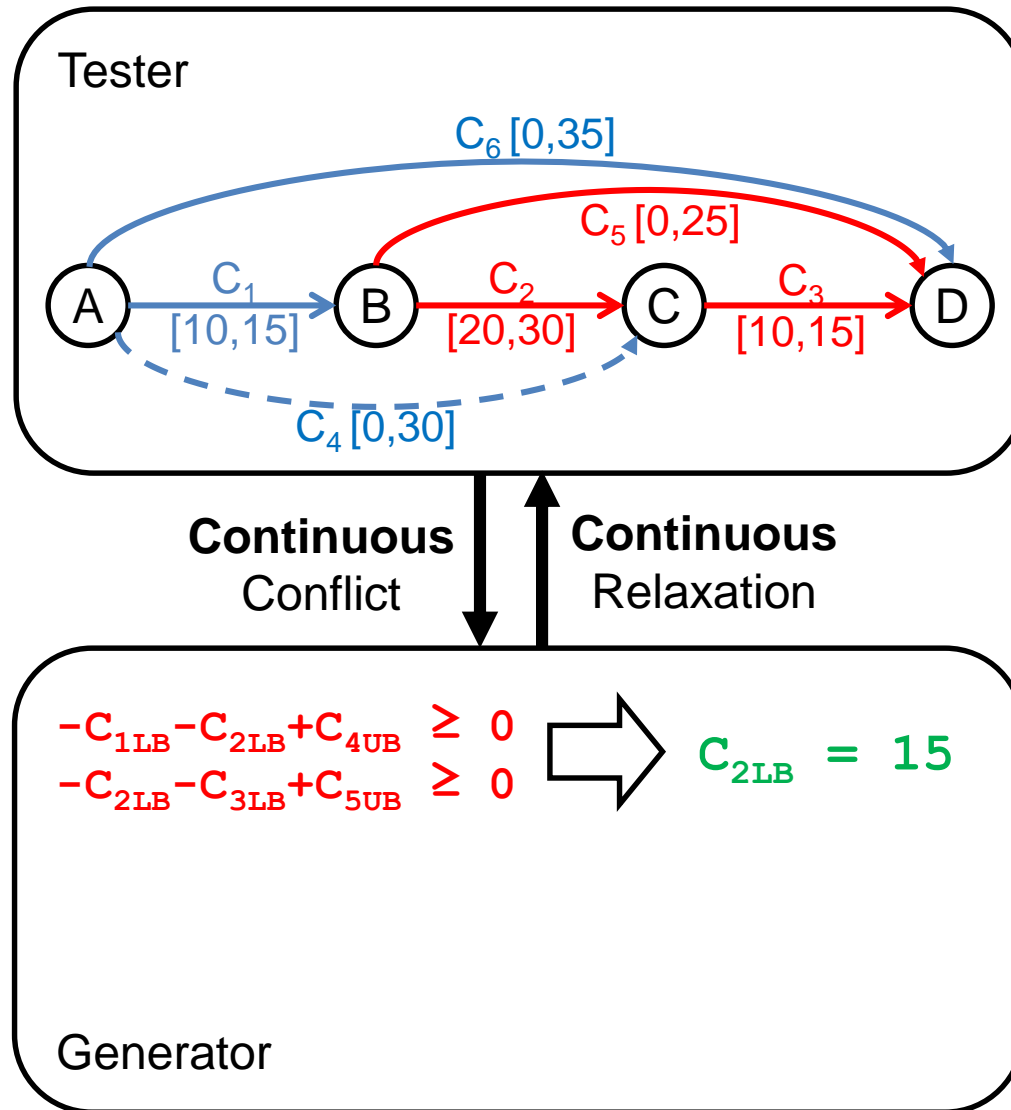 Tester
C₆ [0,35]
C₅ [0,25]
A
C₁
[10,15]
B
C₂
[20,30]
C
C₃
[10,15]
D
C₄ [0,30]
Continuous
Conflict
Continuous
Relaxation
-C1LB-C2LB+C4UB ≥ 0
-C2LB-C3LB+C5UB ≥ 0
C2LB = 15
Generator